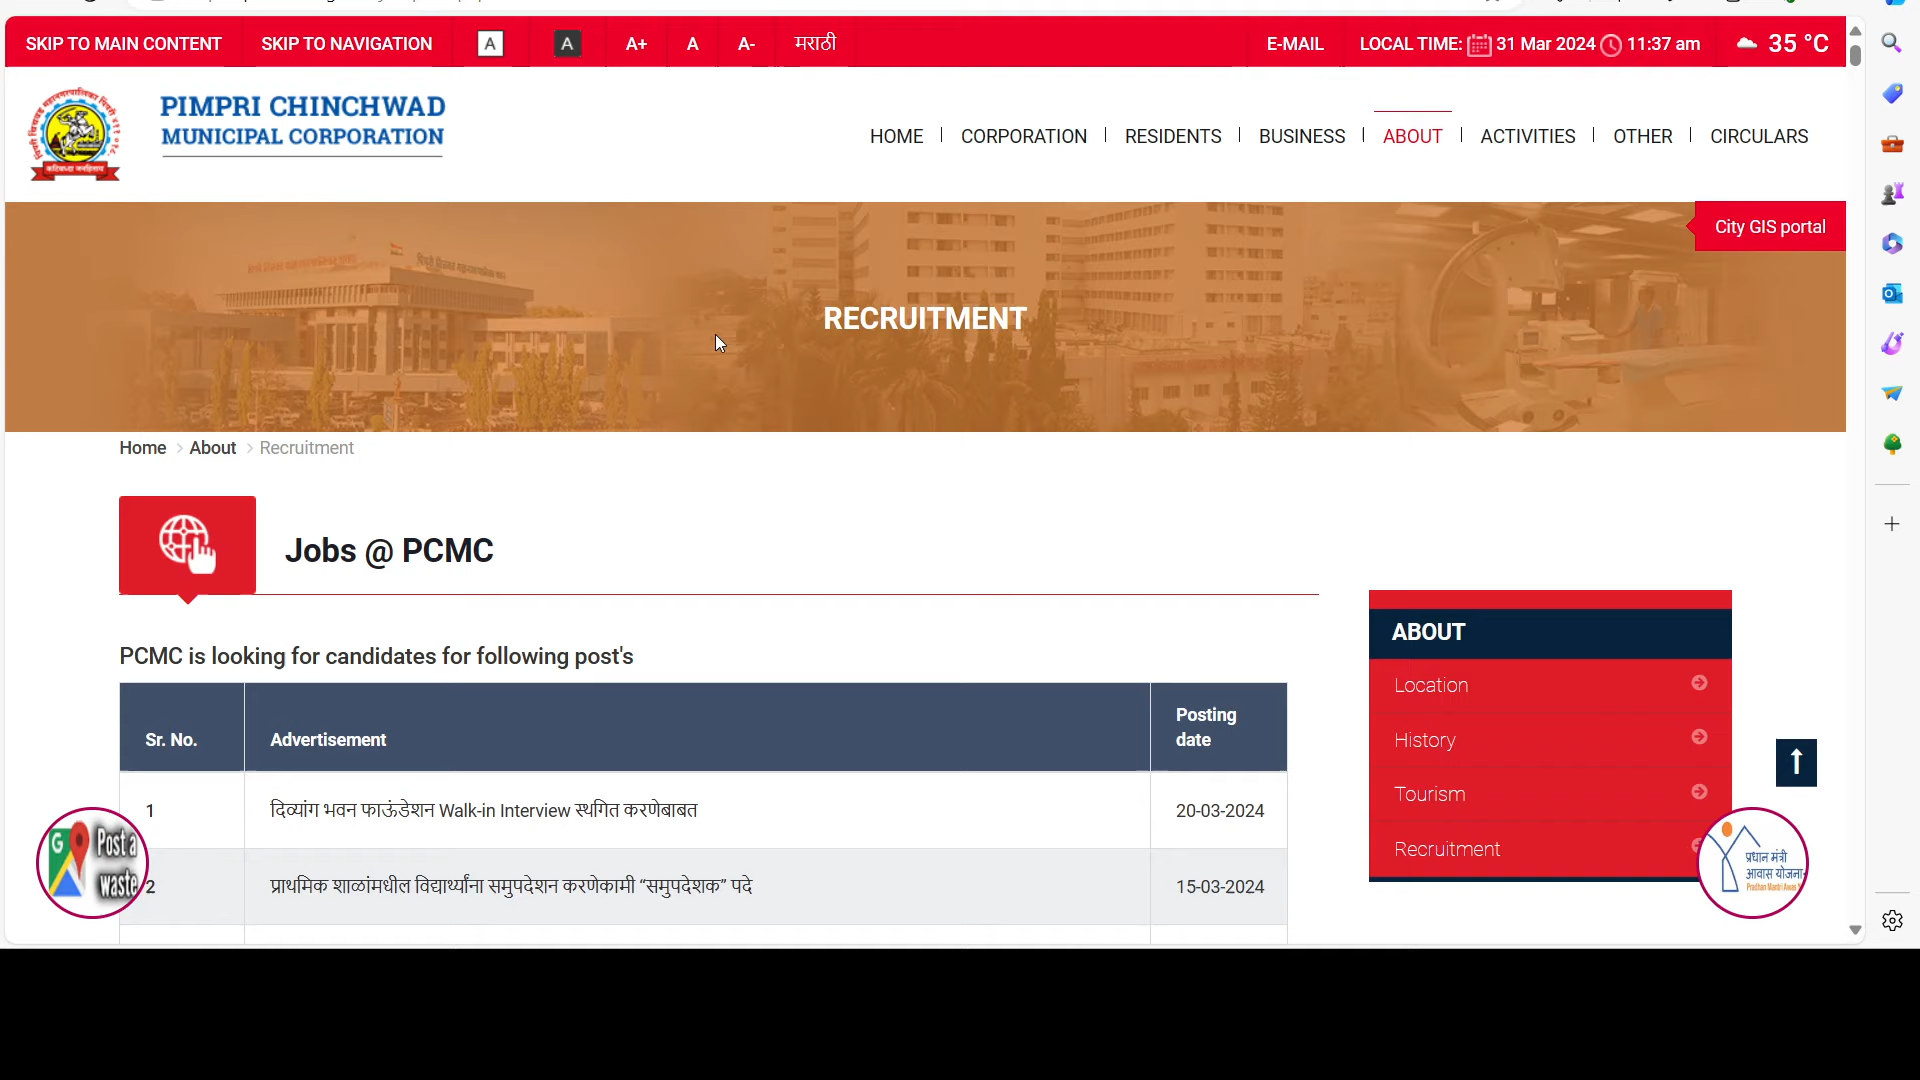 SKIP TO MAIN CONTENT SKIP TO NAVIGATION A A A+ A A- मराठी E-MAIL LOCAL TIME: 31 Mar 2024 11:37 am 35 °C
PIMPRI CHINCHWAD
MUNICIPAL CORPORATION
HOME CORPORATION RESIDENTS BUSINESS ABOUT ACTIVITIES OTHER CIRCULARS
City GIS portal
RECRUITMENT
Home > About > Recruitment
Jobs @ PCMC
PCMC is looking for candidates for following post's
Sr. No. Advertisement Posting date
1 दिव्यांग भवन फाऊंडेशन Walk-in Interview स्थगित करणेबाबत 20-03-2024
2 प्राथमिक शाळांमधील विद्यार्थ्यांना समुपदेशन करणेकामी “समुपदेशक” पदे 15-03-2024
ABOUT
Location
History
Tourism
Recruitment
G Post a
waste
प्रधान मंत्री
आवास योजना